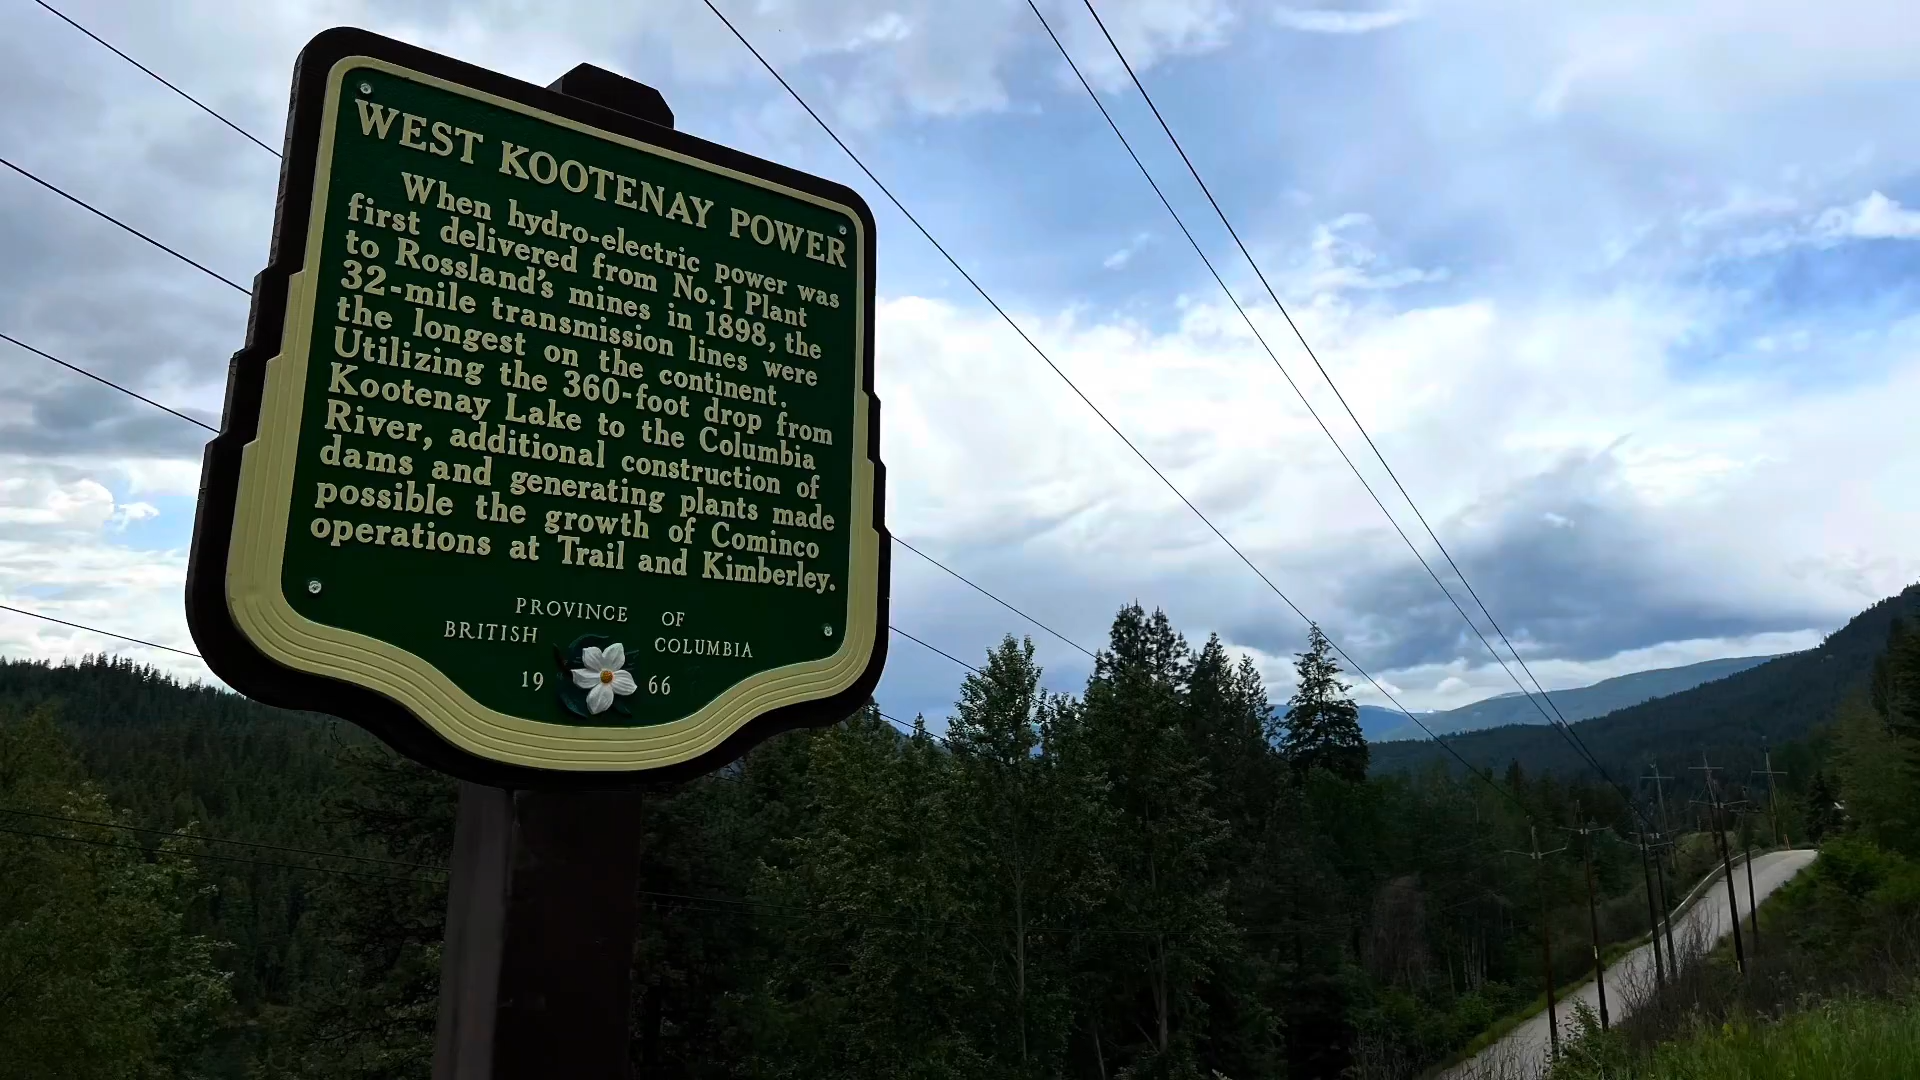 WEST KOOTENAY POWER
When hydro-electric power was
first delivered from No.1 Plant
to Rossland's mines in 1898, the
32-mile transmission lines were
the longest on the continent.
Utilizing the 360-foot drop from
Kootenay Lake to the Columbia
River, additional construction of
dams and generating plants made
possible the growth of Cominco
operations at Trail and Kimberley.
PROVINCE OF
BRITISH COLUMBIA
19 66